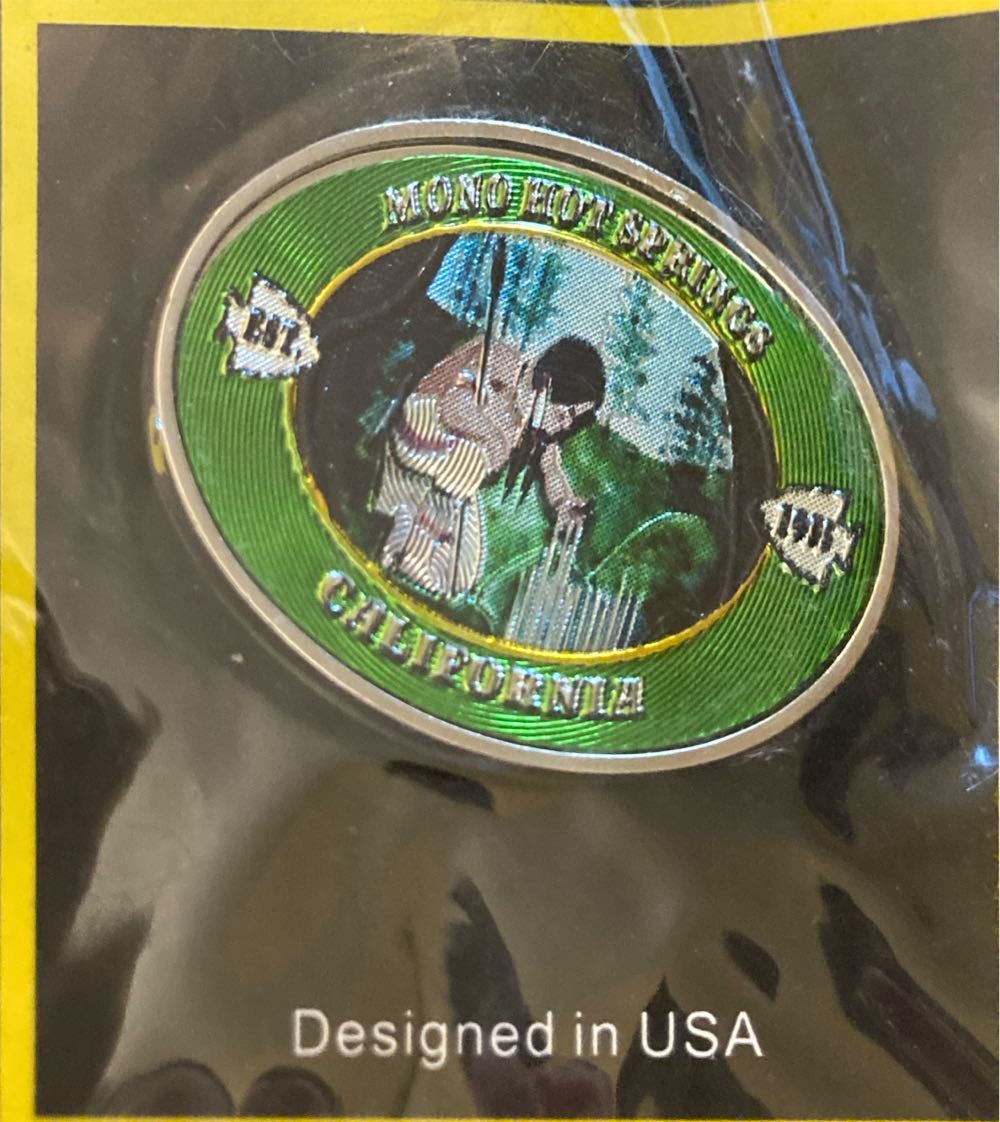 MONO HOT SPRINGS
EST.
CALIFORNIA
Designed in USA